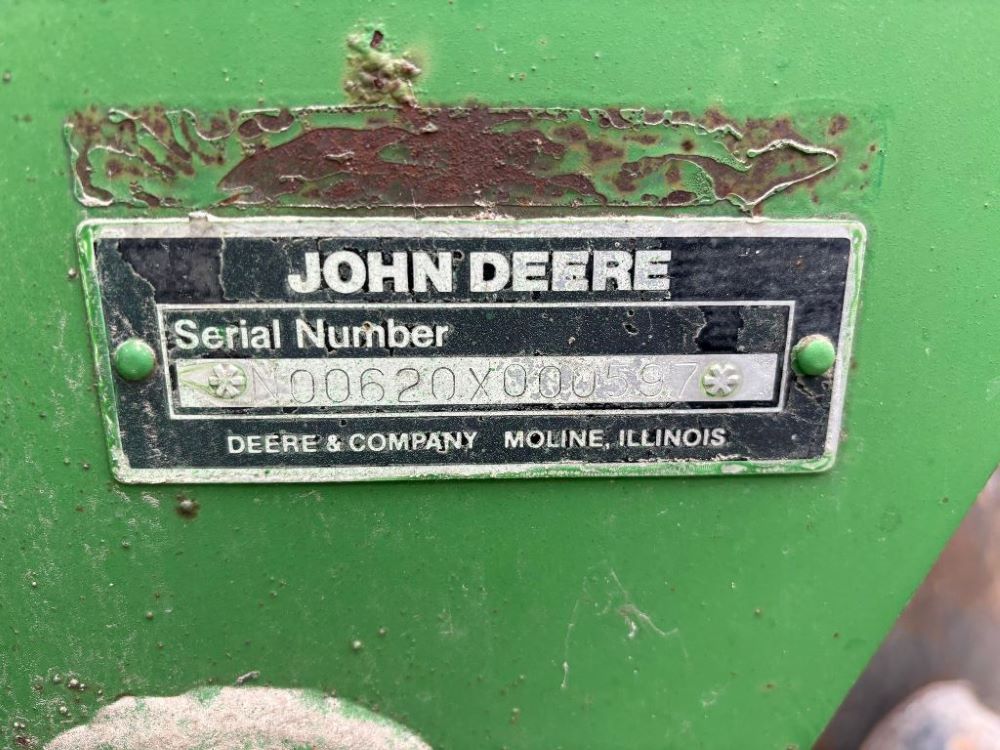 JOHN DEERE
Serial Number
N00620X000597
DEERE & COMPANY MOLINE, ILLINOIS